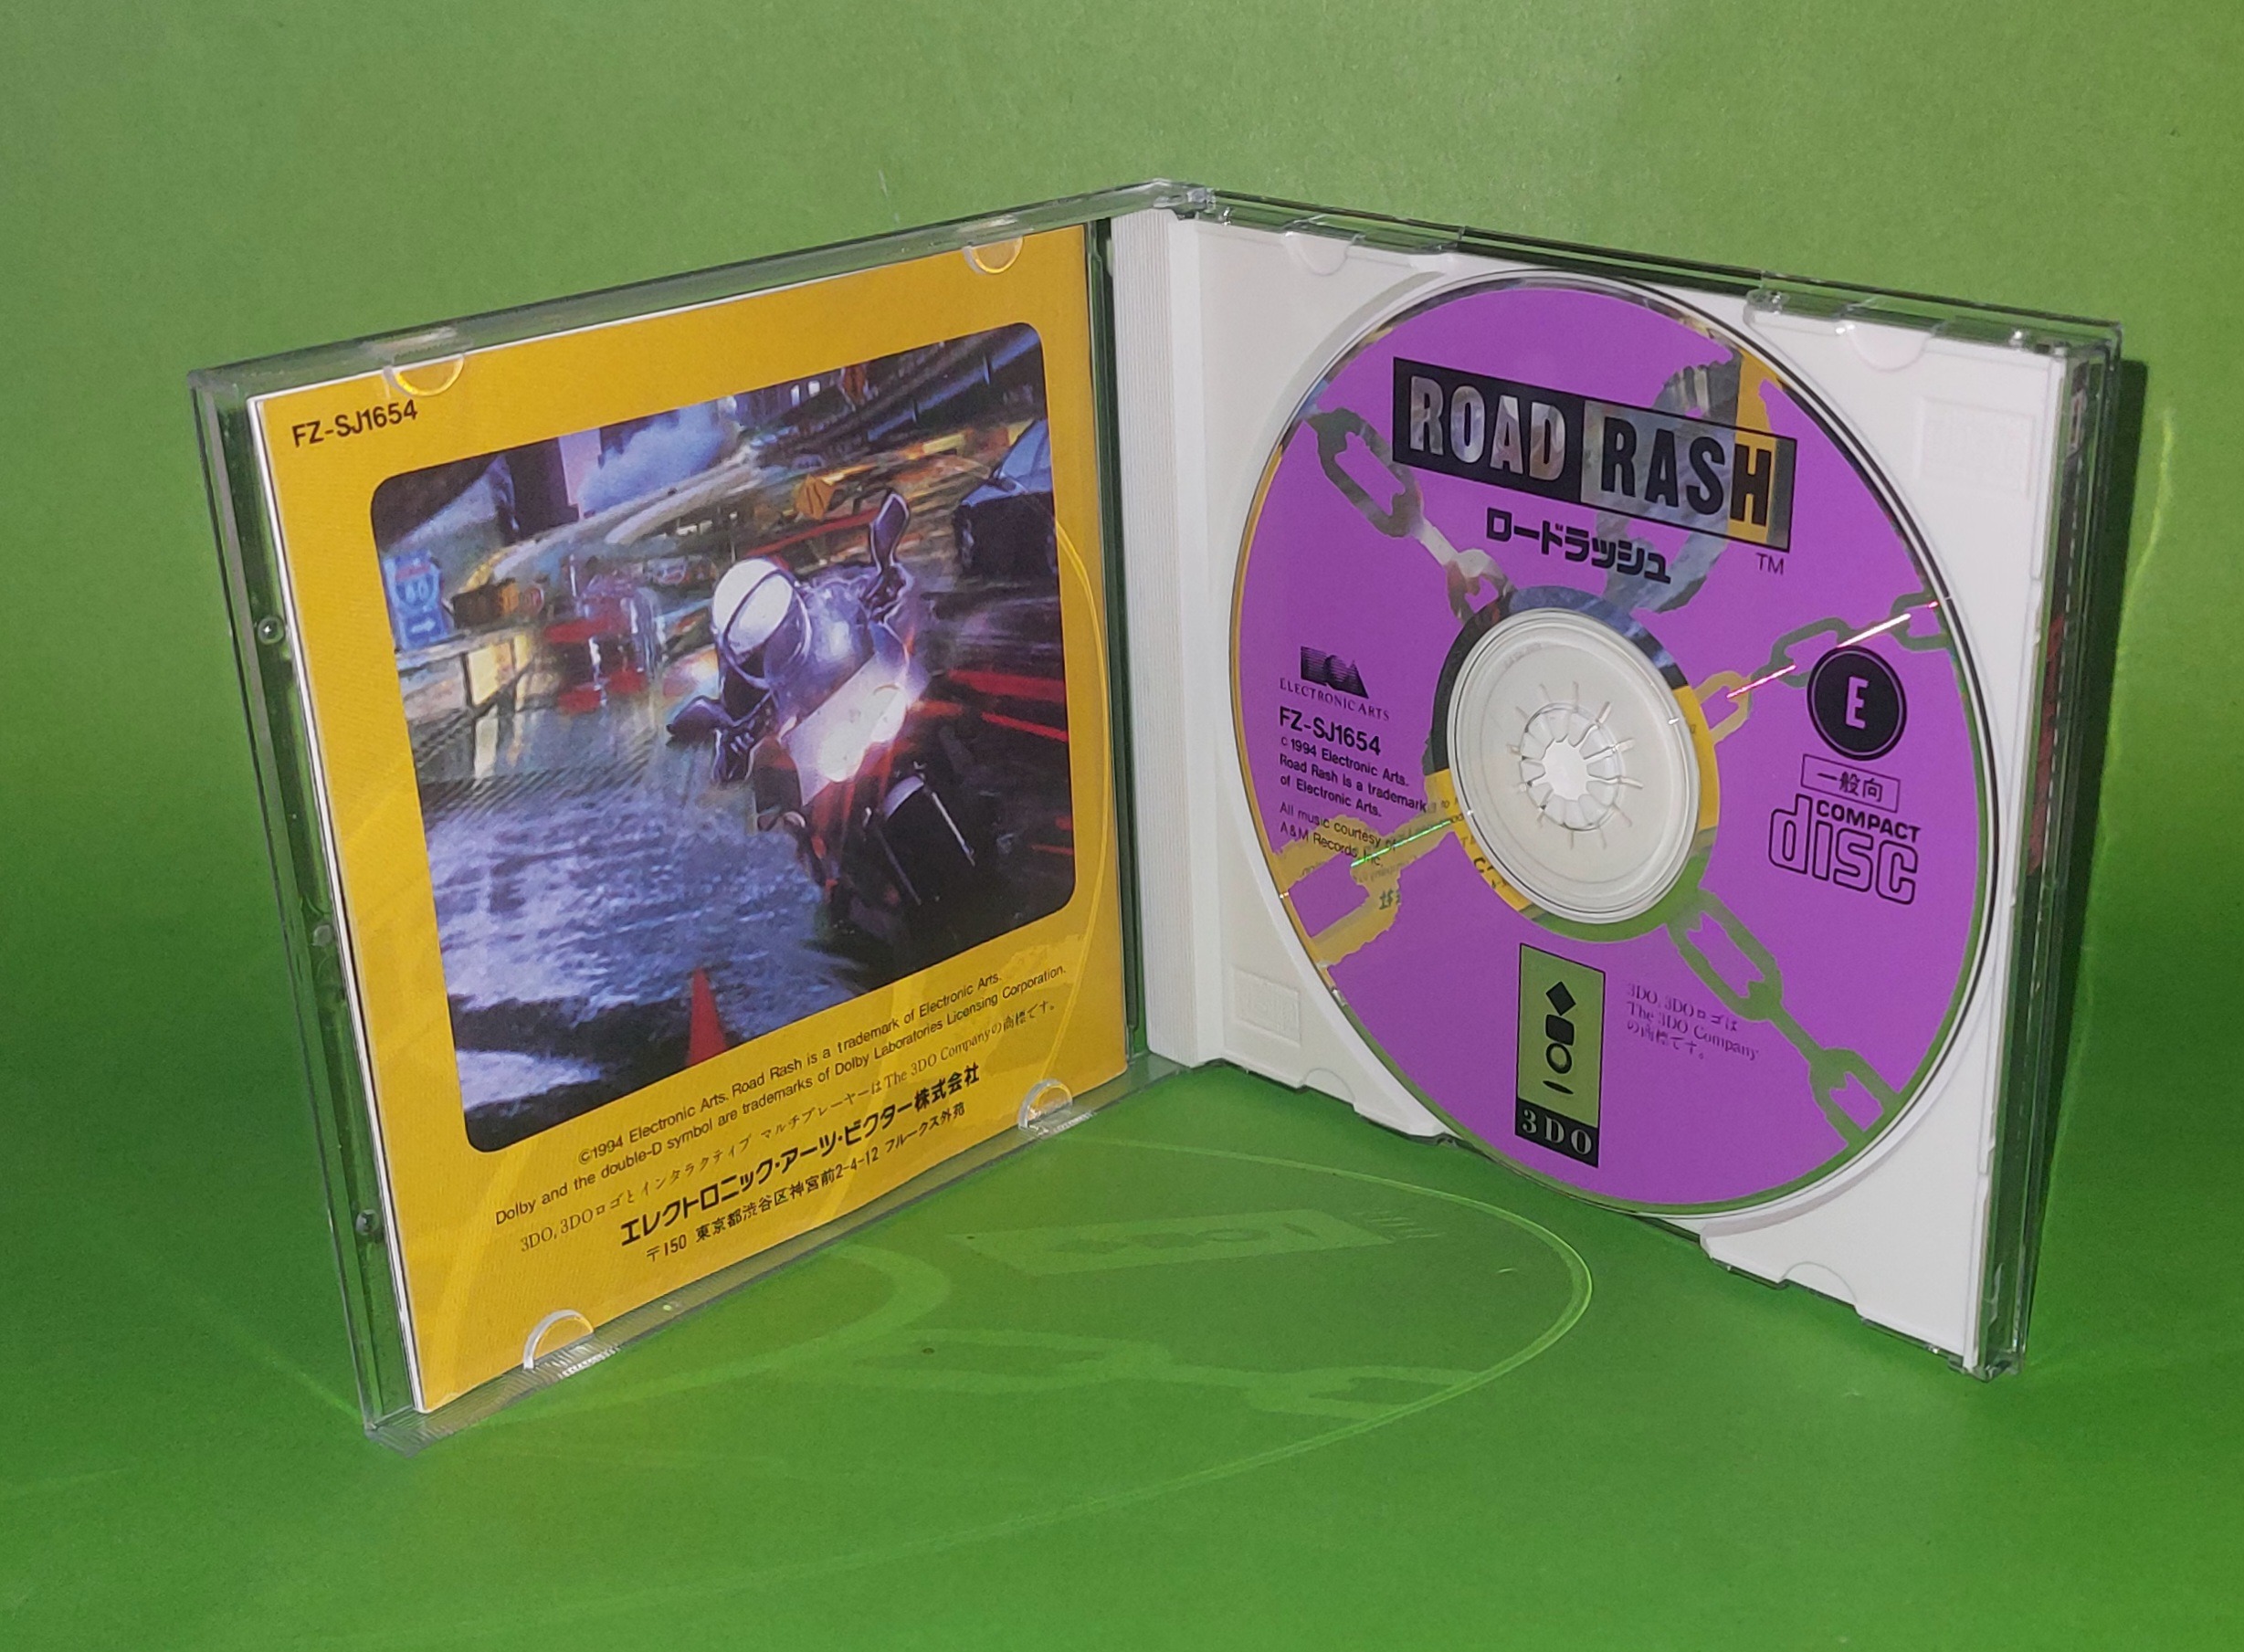 FZ-SJ1654
©1994 Electronic Arts. Road Rash is a trademark of Electronic Arts.
Dolby and the double-D symbol are trademarks of Dolby Laboratories Licensing Corporation.
3DO, 3DOロゴとインタラクティブ マルチプレーヤーはThe 3DO Companyの商標です。
エレクトロニック・アーツ・ビクター株式会社
〒150 東京都渋谷区神宮前2-4-12 フルークス外苑
ROAD RASH
TM
ロードラッシュ
ELECTRONIC ARTS
FZ-SJ1654
©1994 Electronic Arts.
Road Rash is a trademark
of Electronic Arts.
All music courtesy of
A&M Records Inc.
E
一般向
COMPACT
disc
3DO
3DO, 3DOロゴは
The 3DO Company
の商標です。